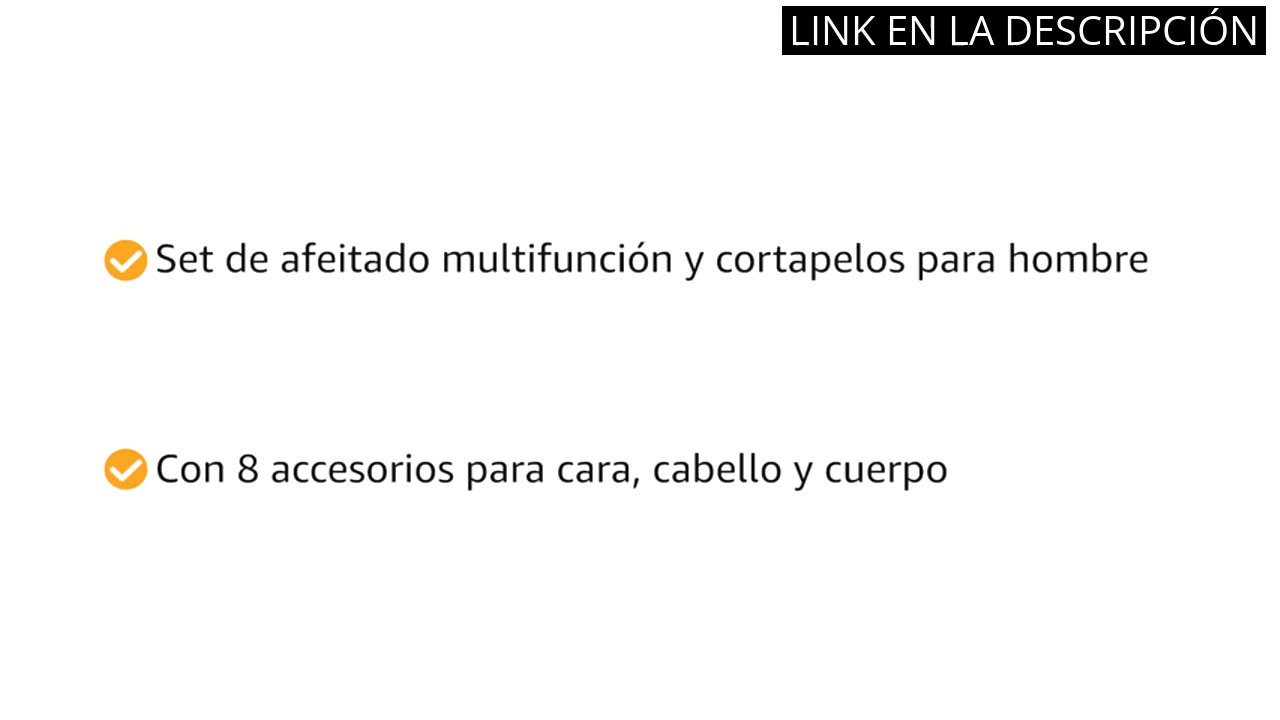 LINK EN LA DESCRIPCIÓN
Set de afeitado multifunción y cortapelos para hombre
Con 8 accesorios para cara, cabello y cuerpo